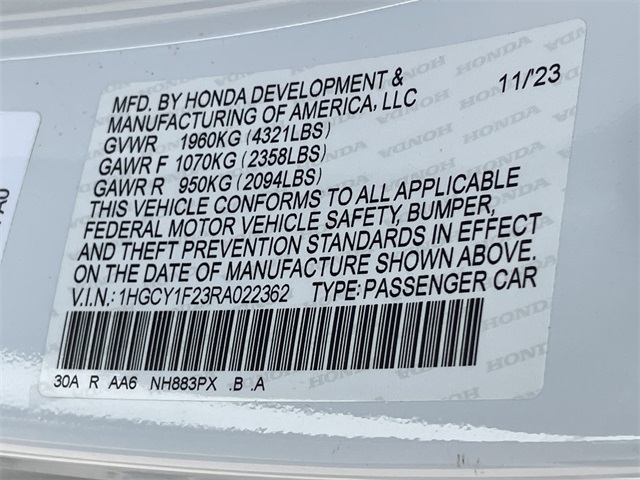 MFD. BY HONDA DEVELOPMENT & 11/'23
MANUFACTURING OF AMERICA, LLC
GVWR 1960KG (4321LBS)
GAWR F 1070KG (2358LBS)
GAWR R 950KG (2094LBS)
THIS VEHICLE CONFORMS TO ALL APPLICABLE
FEDERAL MOTOR VEHICLE SAFETY, BUMPER,
AND THEFT PREVENTION STANDARDS IN EFFECT
ON THE DATE OF MANUFACTURE SHOWN ABOVE.
V.I.N.: 1HGCY1F23RA022362 TYPE: PASSENGER CAR
30A R AA6 NH883PX .B .A